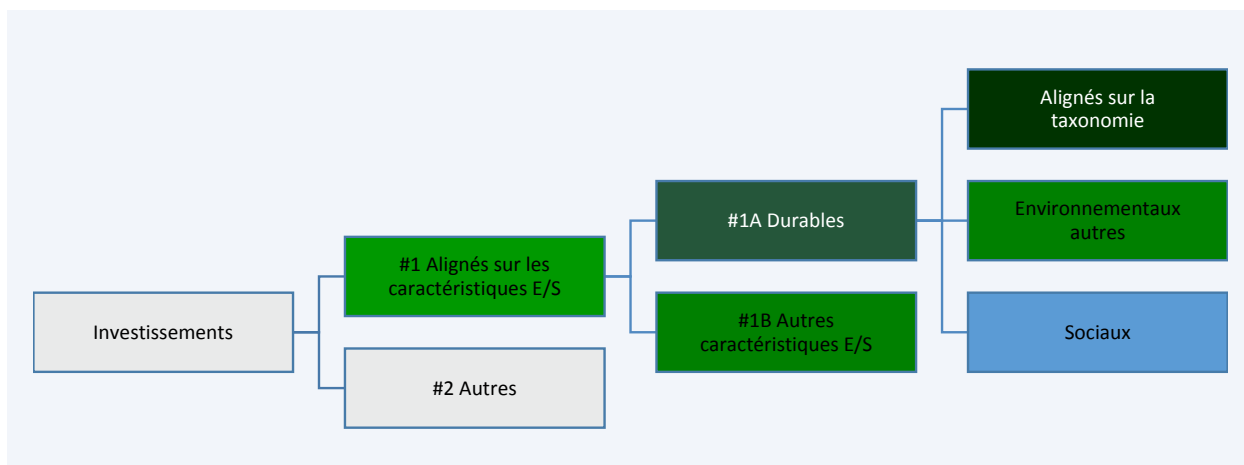 Investissements
#1 Alignés sur les
caractéristiques E/S
#2 Autres
#1A Durables
#1B Autres
caractéristiques E/S
Alignés sur la
taxonomie
Environnementaux
autres
Sociaux